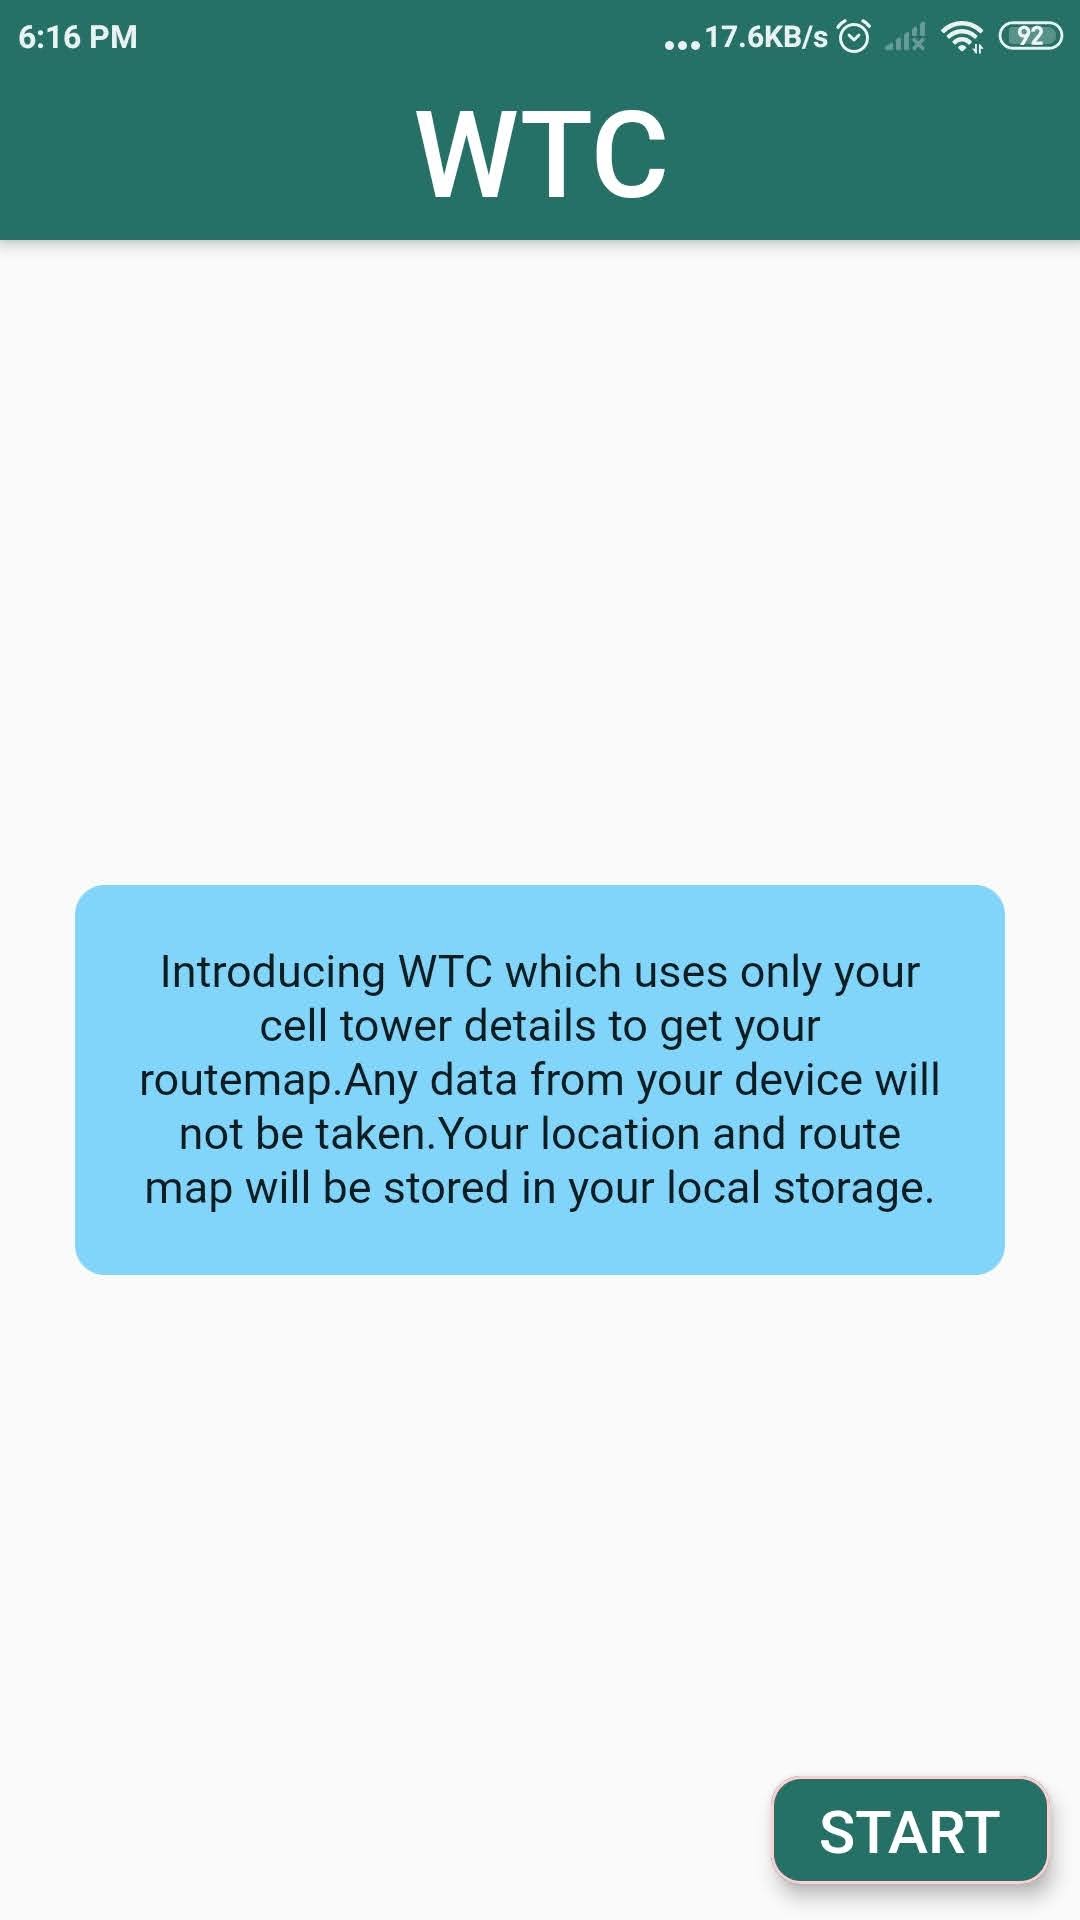 6:16 PM ...17.6KB/s 92
WTC
Introducing WTC which uses only your
cell tower details to get your
routemap.Any data from your device will
not be taken.Your location and route
map will be stored in your local storage.
START